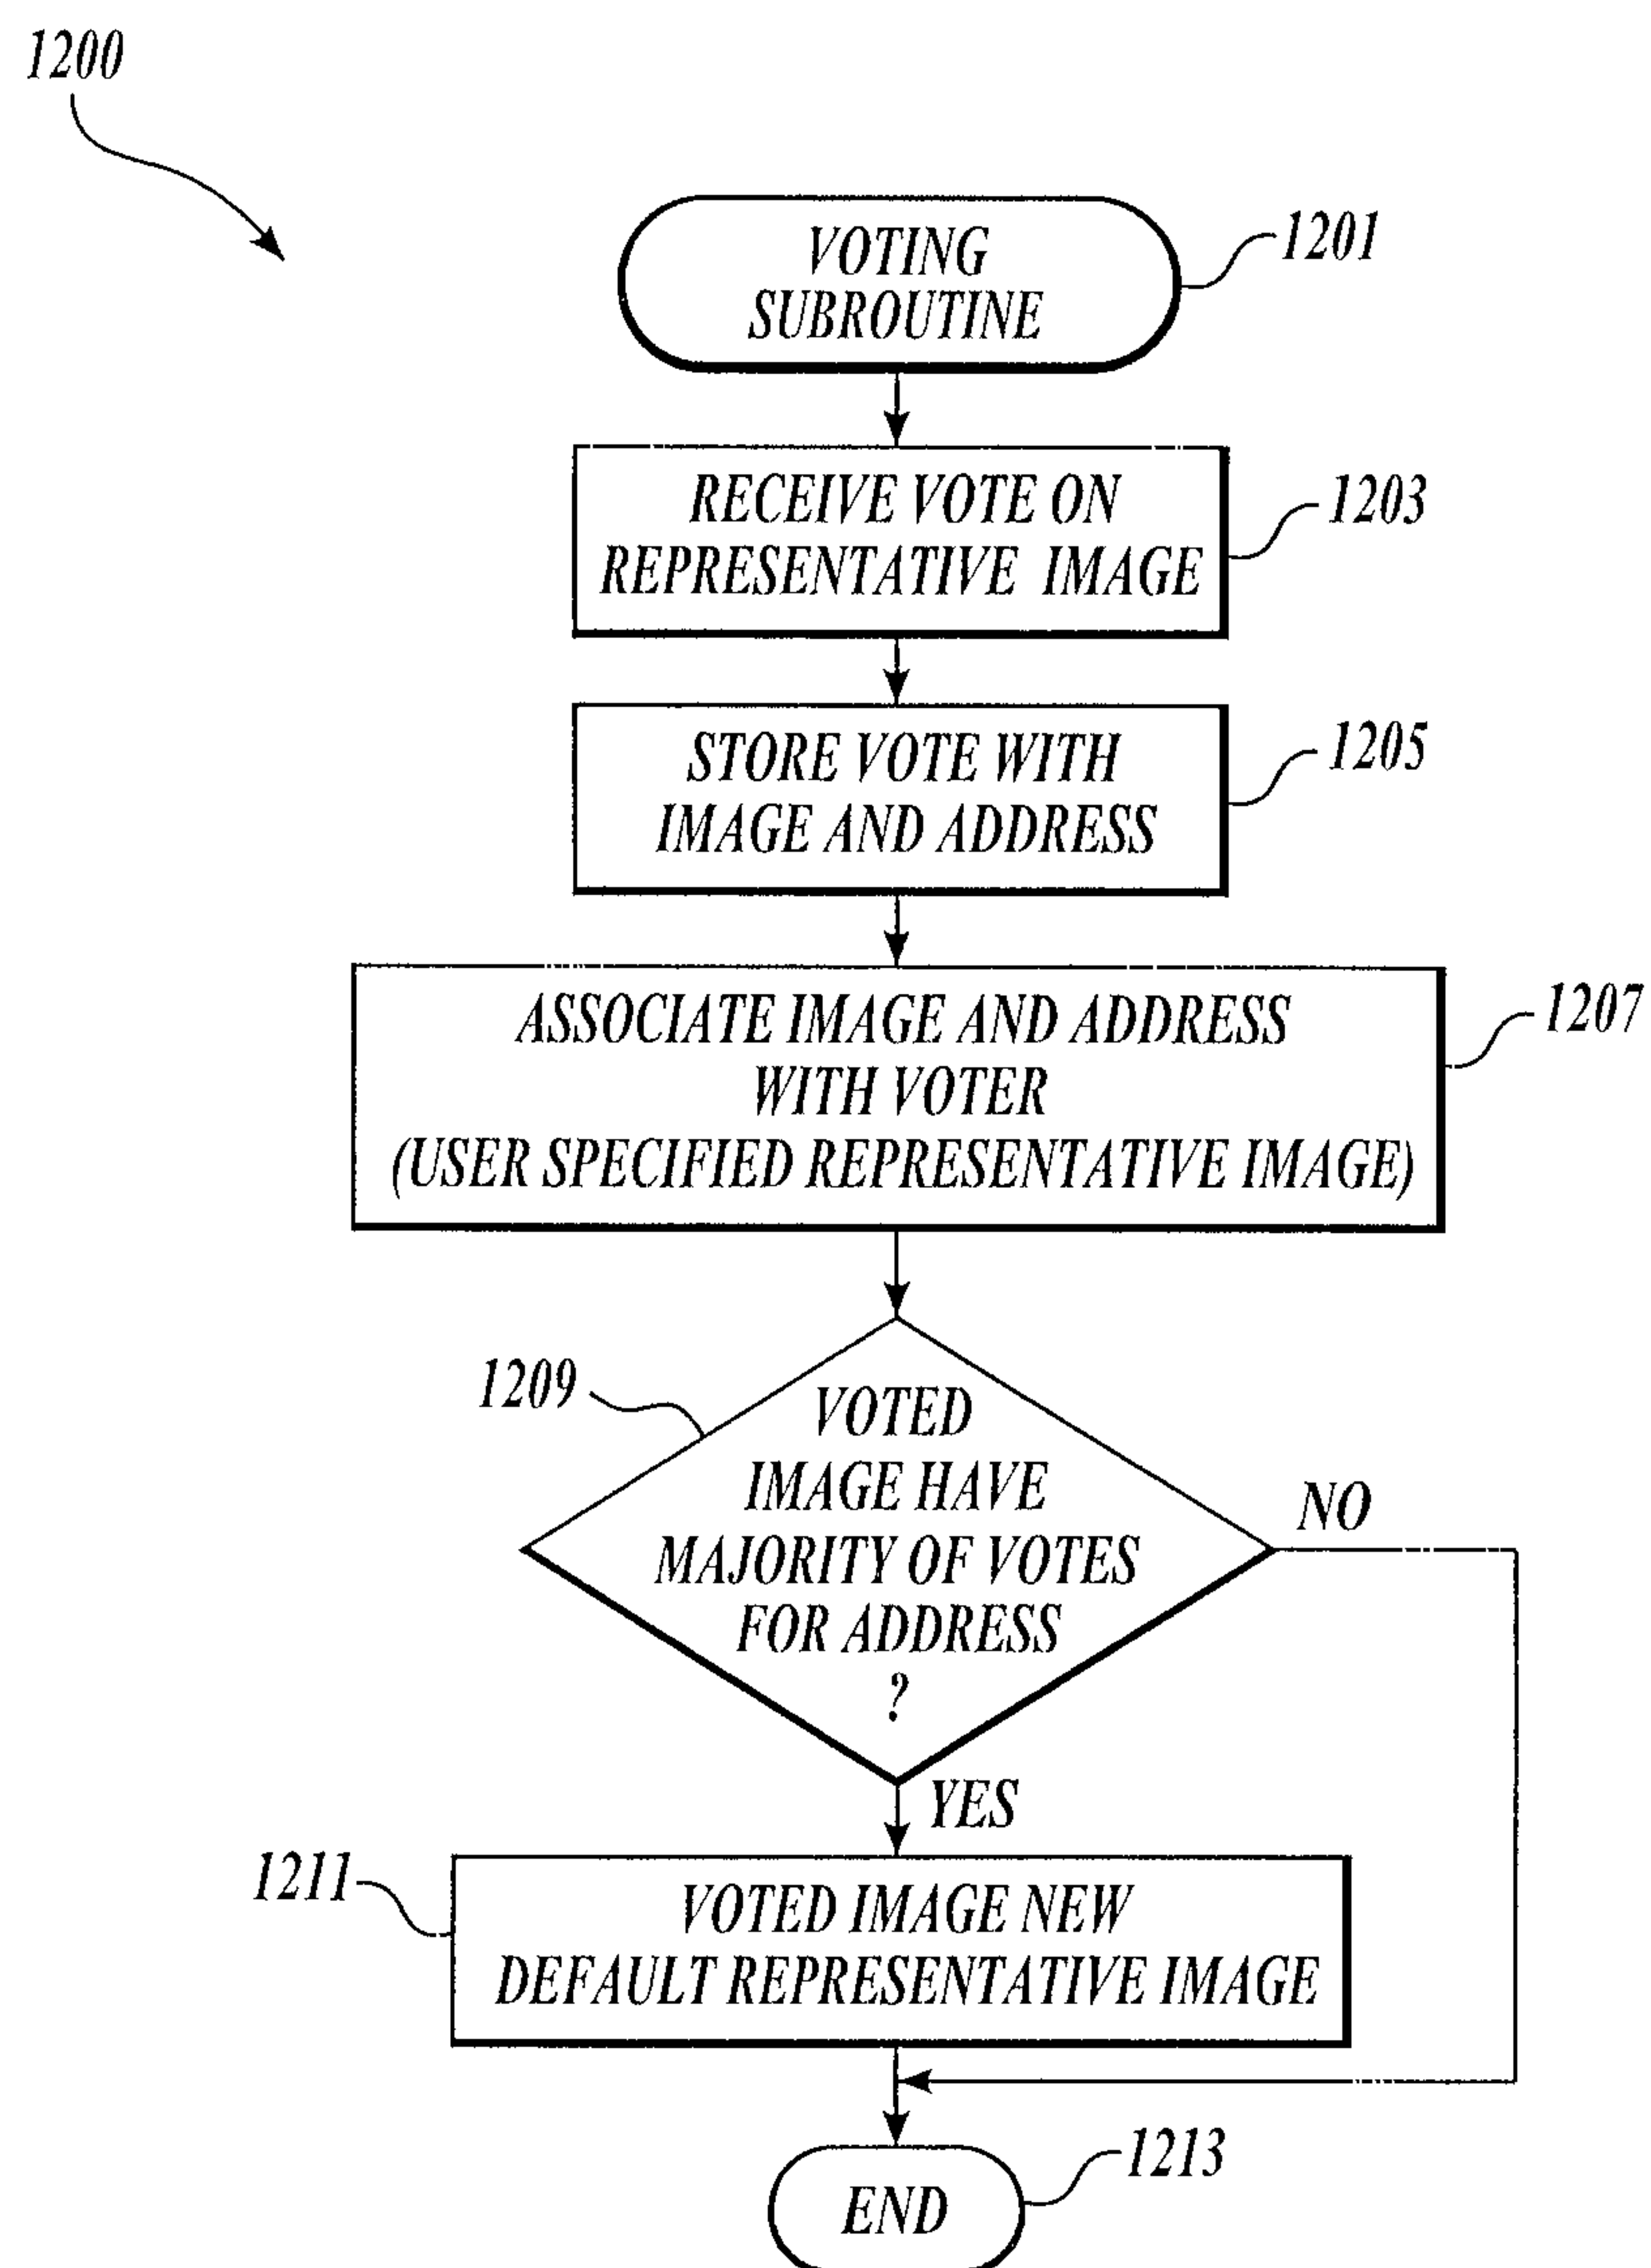 1200
VOTING
SUBROUTINE
1201
RECEIVE VOTE ON
REPRESENTATIVE IMAGE
1203
STORE VOTE WITH
IMAGE AND ADDRESS
1205
ASSOCIATE IMAGE AND ADDRESS
WITH VOTER
(USER SPECIFIED REPRESENTATIVE IMAGE)
1207
1209
VOTED
IMAGE HAVE
MAJORITY OF VOTES
FOR ADDRESS
?
NO
YES
1211
VOTED IMAGE NEW
DEFAULT REPRESENTATIVE IMAGE
1213
END